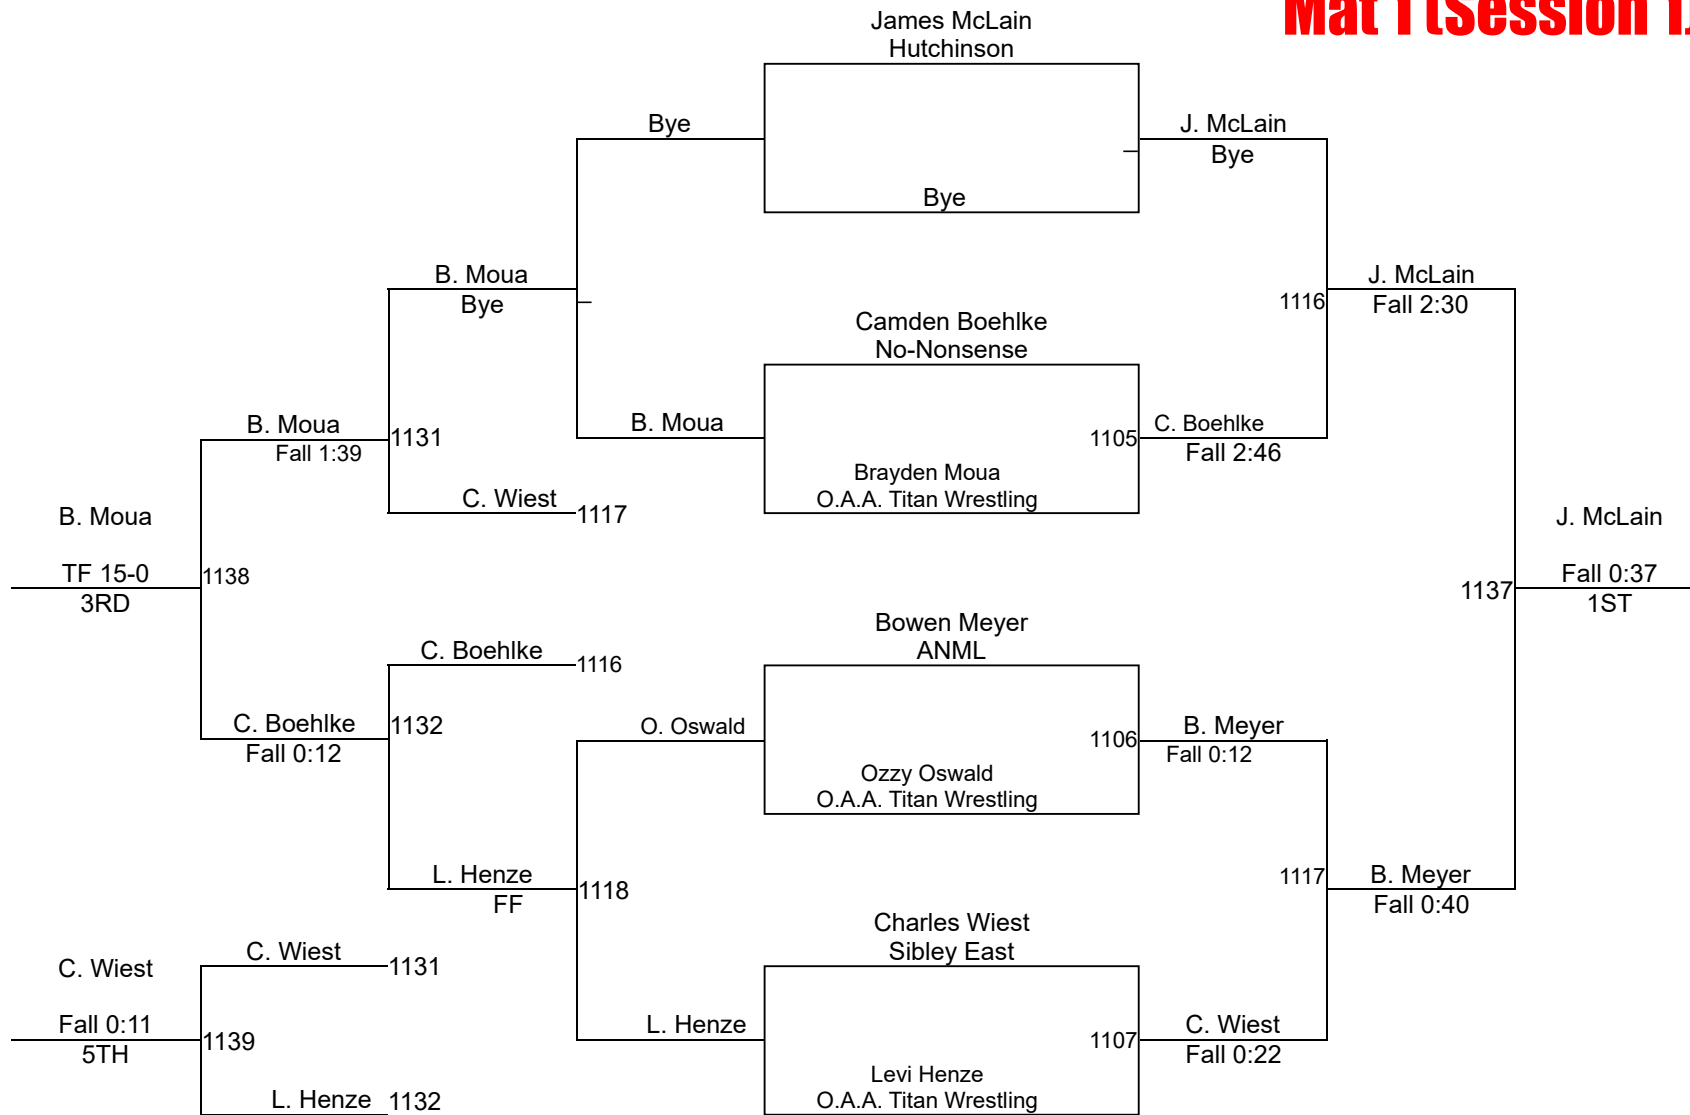 Mat 1 (Session 1)
James McLain
Hutchinson
Bye
J. McLain
Bye
Bye
B. Moua
Bye
J. McLain
1116
Fall 2:30
Camden Boehlke
No-Nonsense
B. Moua
Fall 1:39
1131
B. Moua
1105
C. Boehlke
Fall 2:46
Brayden Moua
O.A.A. Titan Wrestling
C. Wiest
1117
B. Moua
TF 15-0
3RD
1138
J. McLain
1137
Fall 0:37
1ST
Bowen Meyer
ANML
C. Boehlke
1116
C. Boehlke
Fall 0:12
1132
O. Oswald
1106
B. Meyer
Fall 0:12
Ozzy Oswald
O.A.A. Titan Wrestling
L. Henze
FF
1118
1117
B. Meyer
Fall 0:40
Charles Wiest
Sibley East
C. Wiest
C. Wiest
1131
Fall 0:11
5TH
1139
L. Henze
1107
C. Wiest
Fall 0:22
Levi Henze
O.A.A. Titan Wrestling
L. Henze
1132